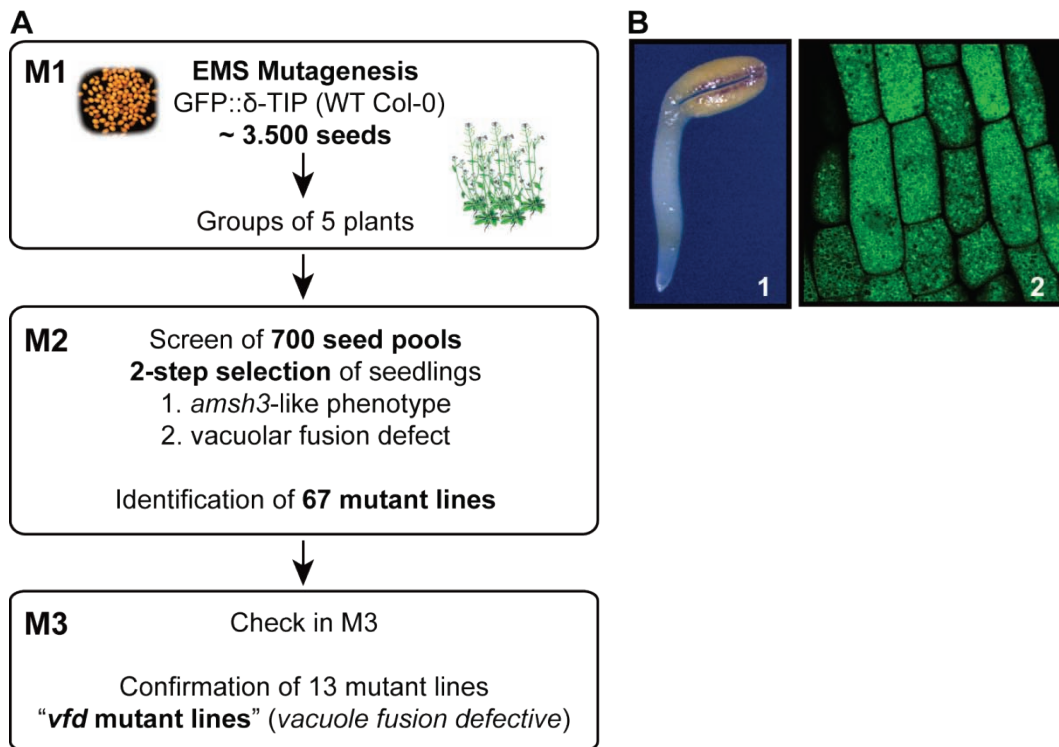 A
M1
EMS Mutagenesis
GFP::δ-TIP (WT Col-0)
~ 3.500 seeds
Groups of 5 plants
M2
Screen of 700 seed pools
2-step selection of seedlings
1. amsh3-like phenotype
2. vacuolar fusion defect
Identification of 67 mutant lines
M3
Check in M3
Confirmation of 13 mutant lines
“vfd mutant lines” (vacuole fusion defective)
B
1
2